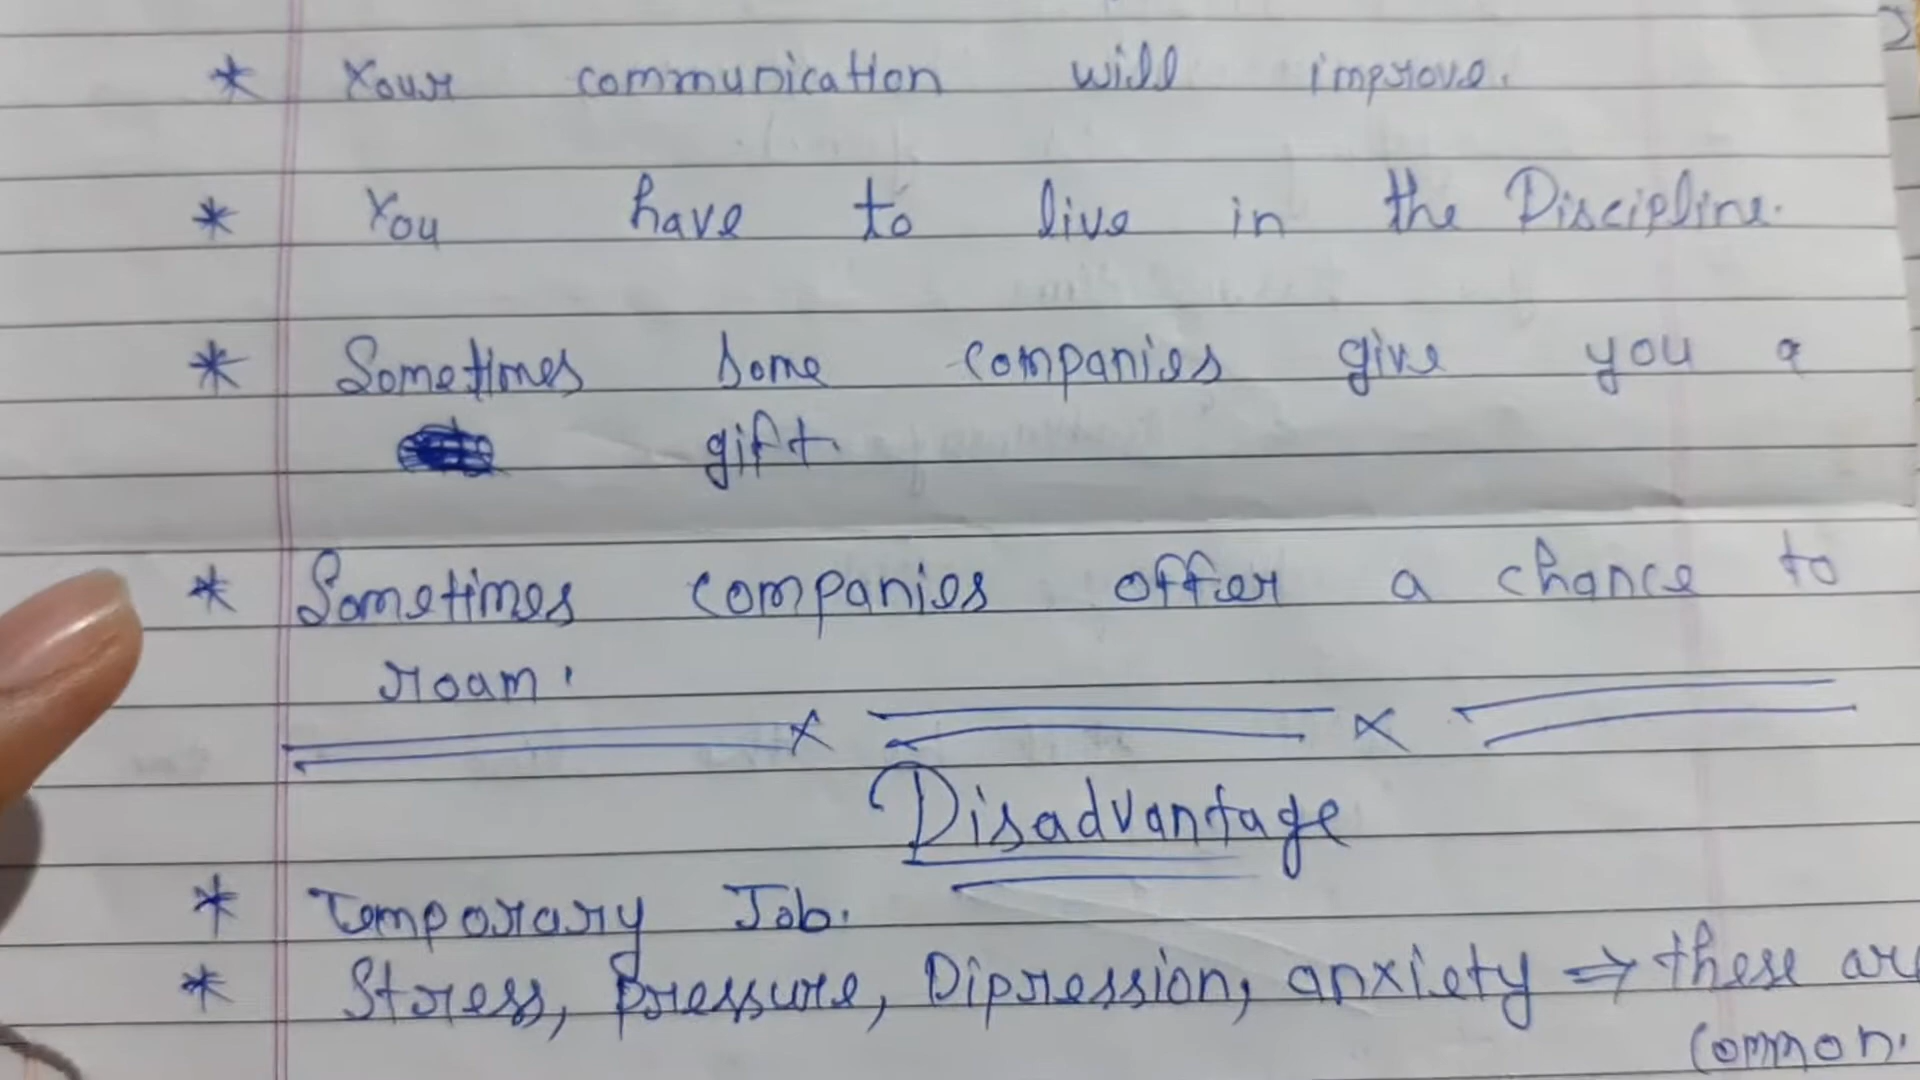 * Your communication will improve.
* You have to live in the Discipline.
* Sometimes some companies give you a
gift.
* Sometimes companies offer a chance to
roam.
Disadvantage
* Temporary Job.
* Stress, Pressure, Dipression, anxiety ⇒ these are
common.